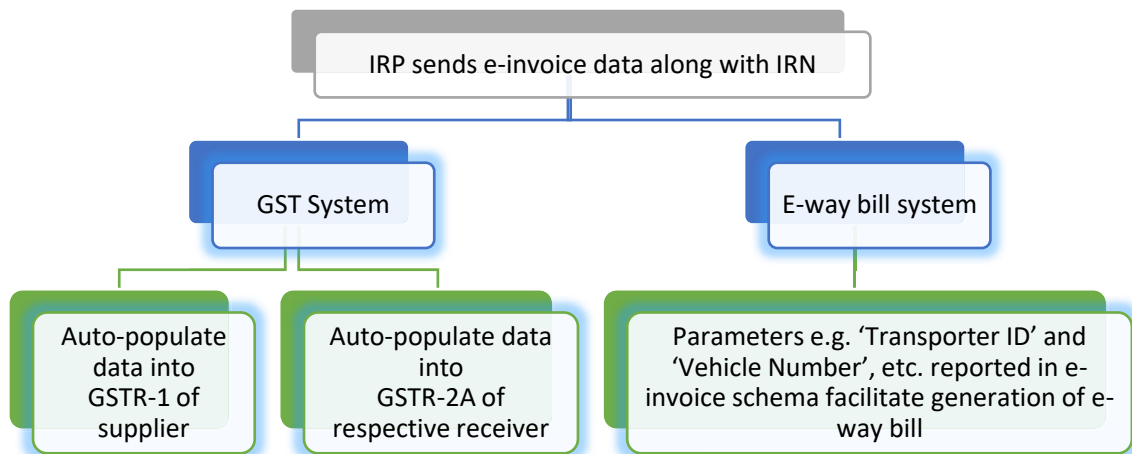 IRP sends e-invoice data along with IRN
GST System
E-way bill system
Auto-populate
data into
GSTR-1 of
supplier
Auto-populate data
into
GSTR-2A of
respective receiver
Parameters e.g. ‘Transporter ID’ and
‘Vehicle Number’, etc. reported in e-
invoice schema facilitate generation of e-
way bill